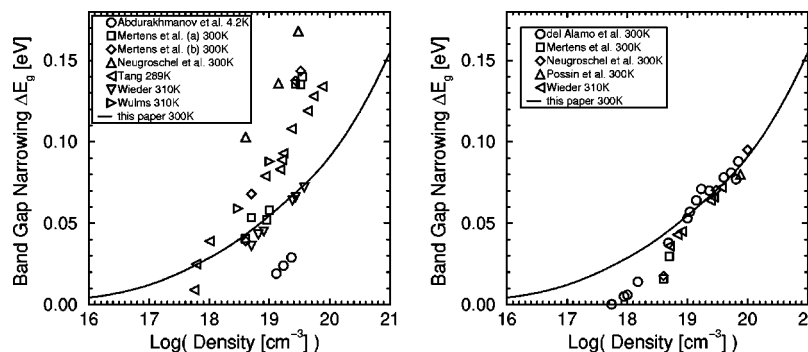 Band Gap Narrowing ΔEg [eV]
0.15
0.10
0.05
0.00
Abdurakhmanov et al. 4.2K
Mertens et al. (a) 300K
Mertens et al. (b) 300K
Neugroschel et al. 300K
Tang 289K
Wieder 310K
Wulms 310K
this paper 300K
16 17 18 19 20 21
Log( Density [cm⁻³] )
Band Gap Narrowing ΔEg [eV]
0.15
0.10
0.05
0.00
del Alamo et al. 300K
Mertens et al. 300K
Neugroschel et al. 300K
Possin et al. 300K
Wieder 310K
this paper 300K
16 17 18 19 20 21
Log( Density [cm⁻³] )